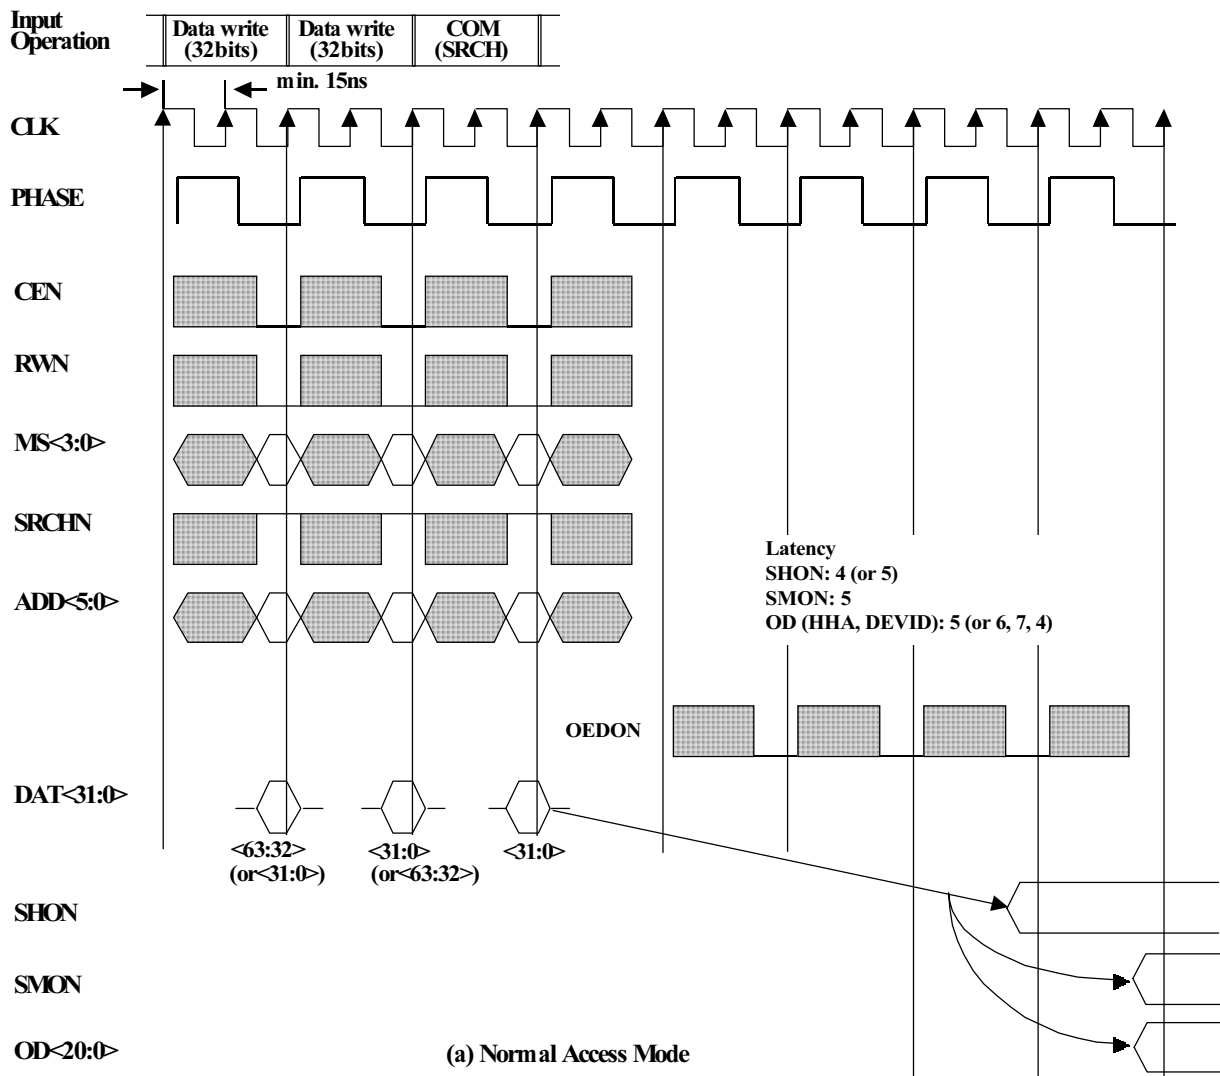 Input
Operation
Data write
(32bits)
Data write
(32bits)
COM
(SRCH)
min. 15ns
CLK
PHASE
CEN
RWN
MS<3:0>
SRCHN
Latency
SHON: 4 (or 5)
SMON: 5
OD (HHA, DEVID): 5 (or 6, 7, 4)
ADD<5:0>
OEDON
DAT<31:0>
<63:32>
(or<31:0>)
<31:0>
(or<63:32>)
<31:0>
SHON
SMON
OD<20:0>
(a) Normal Access Mode